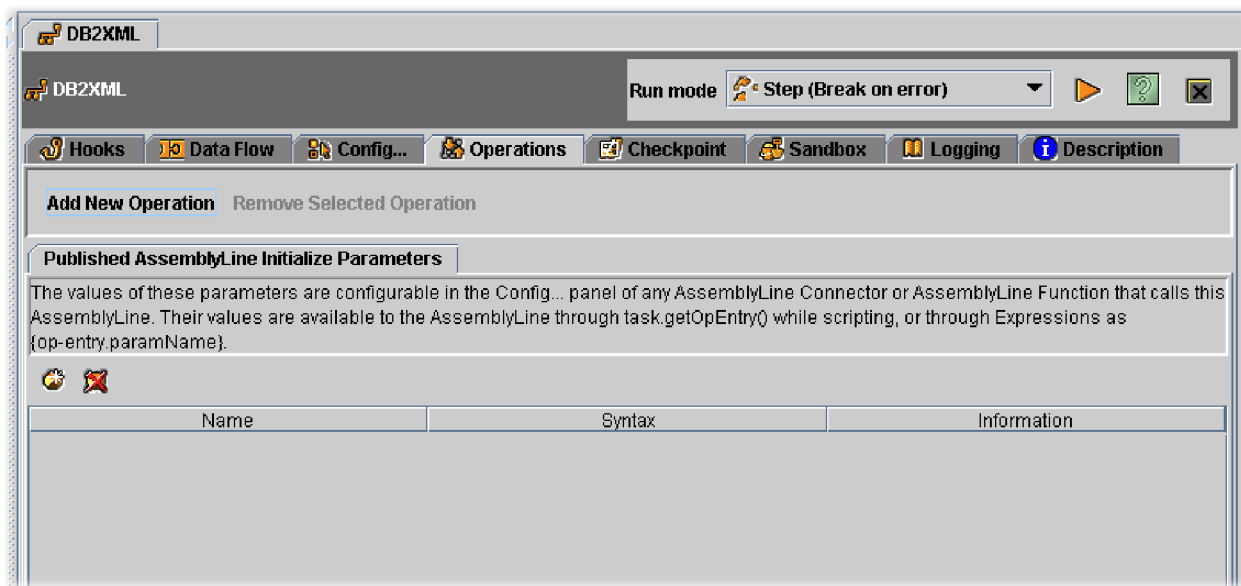 DB2XML
DB2XML
Run mode Step (Break on error)
Hooks Data Flow Config... Operations Checkpoint Sandbox Logging Description
Add New Operation Remove Selected Operation
Published AssemblyLine Initialize Parameters
The values of these parameters are configurable in the Config... panel of any AssemblyLine Connector or AssemblyLine Function that calls this
AssemblyLine. Their values are available to the AssemblyLine through task.getOpEntry() while scripting, or through Expressions as
{op-entry.paramName}.
Name Syntax Information